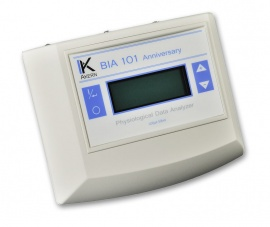 K
AKERN
BIA 101 Anniversary
Physiological Data Analyzer